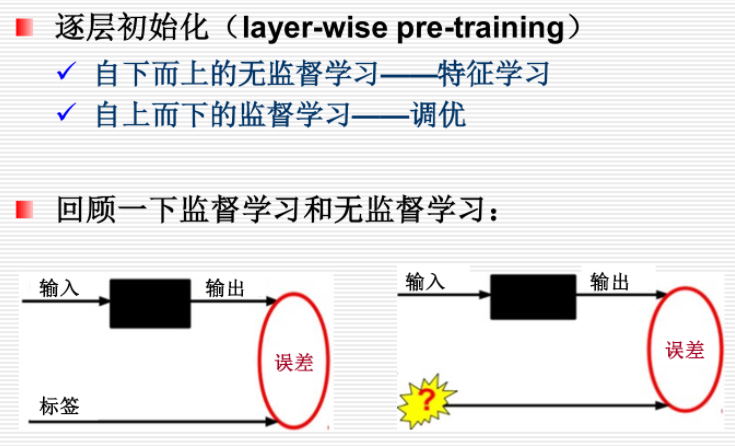 逐层初始化（layer-wise pre-training）
自下而上的无监督学习——特征学习
自上而下的监督学习——调优
回顾一下监督学习和无监督学习：
输入
输出
误差
标签
输入
输出
误差
?